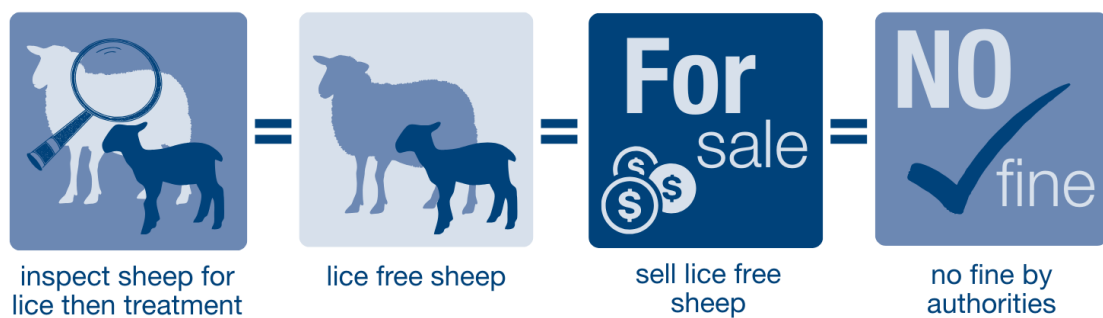 For
sale
$
$
$
NO
fine
=
=
=
inspect sheep for
lice then treatment
lice free sheep
sell lice free
sheep
no fine by
authorities